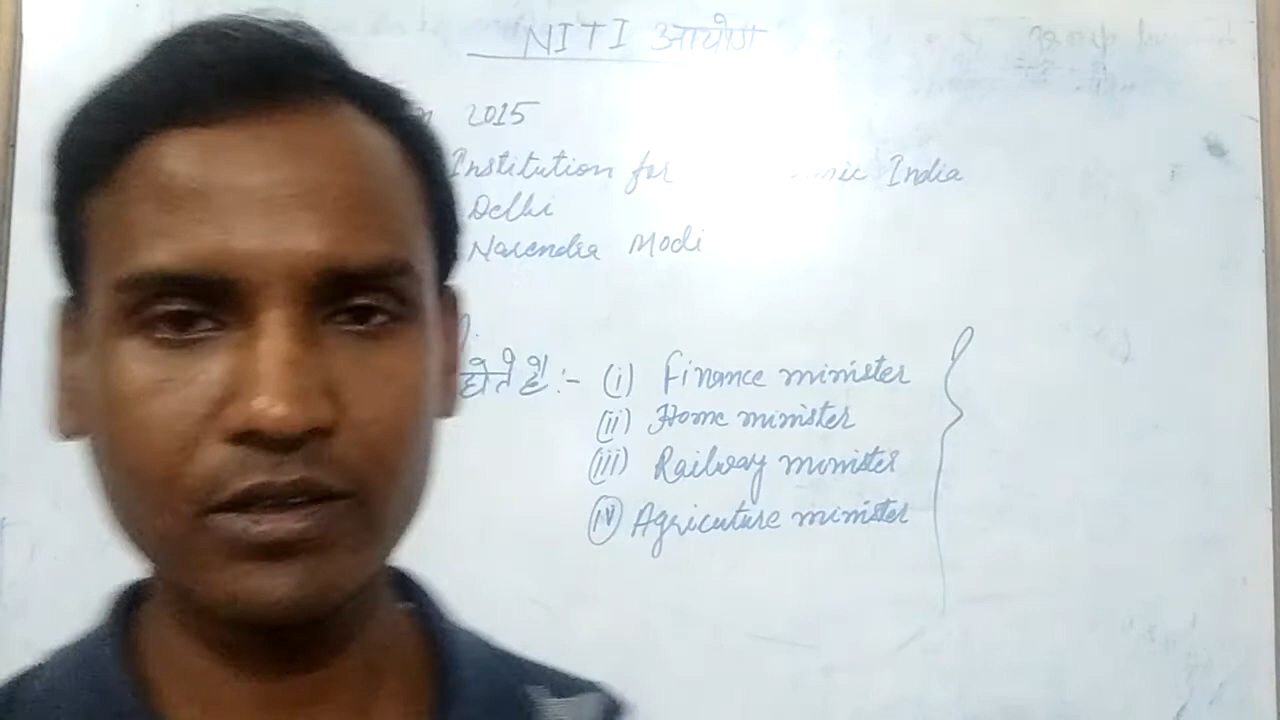 NITI आयोग
2015
Institution for India
Delhi
Narendra Modi
होते है :- (i) Finance minister
(ii) Home minister
(iii) Railway minister
(iv) Agricuture minister